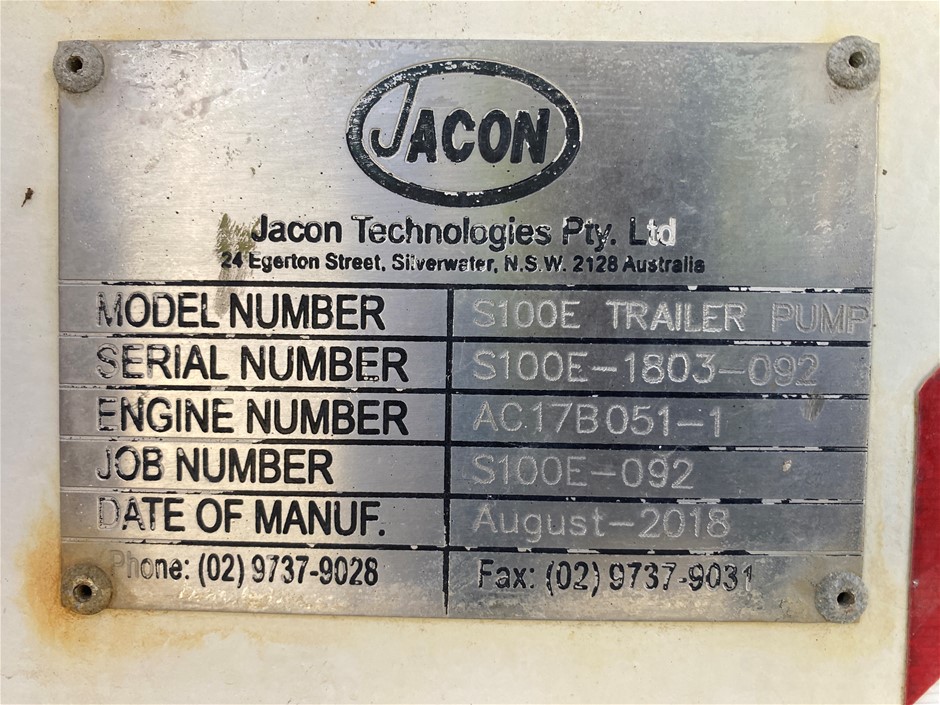 JACON
Jacon Technologies Pty. Ltd
24 Egerton Street, Silverwater, N.S.W. 2128 Australia
MODEL NUMBER S100E TRAILER PUMP
SERIAL NUMBER S100E-1803-092
ENGINE NUMBER AC17B051-1
JOB NUMBER S100E-092
DATE OF MANUF. August-2018
Phone: (02) 9737-9028 Fax: (02) 9737-9031